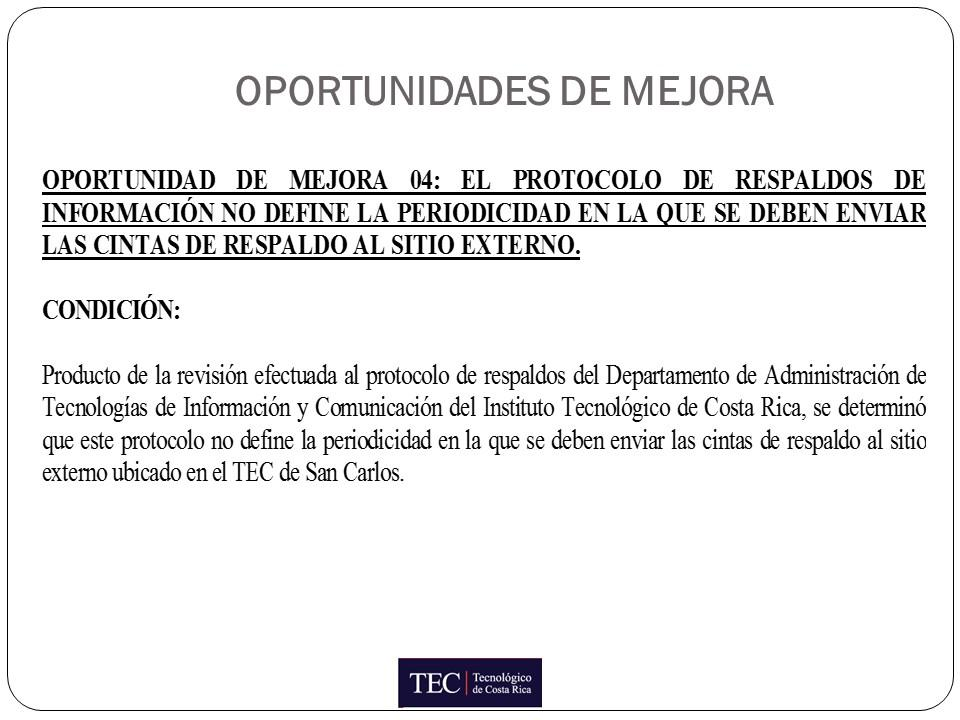 OPORTUNIDADES DE MEJORA
OPORTUNIDAD DE MEJORA 04: EL PROTOCOLO DE RESPALDOS DE
INFORMACIÓN NO DEFINE LA PERIODICIDAD EN LA QUE SE DEBEN ENVIAR
LAS CINTAS DE RESPALDO AL SITIO EXTERNO.
CONDICIÓN:
Producto de la revisión efectuada al protocolo de respaldos del Departamento de Administración de
Tecnologías de Información y Comunicación del Instituto Tecnológico de Costa Rica, se determinó
que este protocolo no define la periodicidad en la que se deben enviar las cintas de respaldo al sitio
externo ubicado en el TEC de San Carlos.
TEC | Tecnológico
de Costa Rica